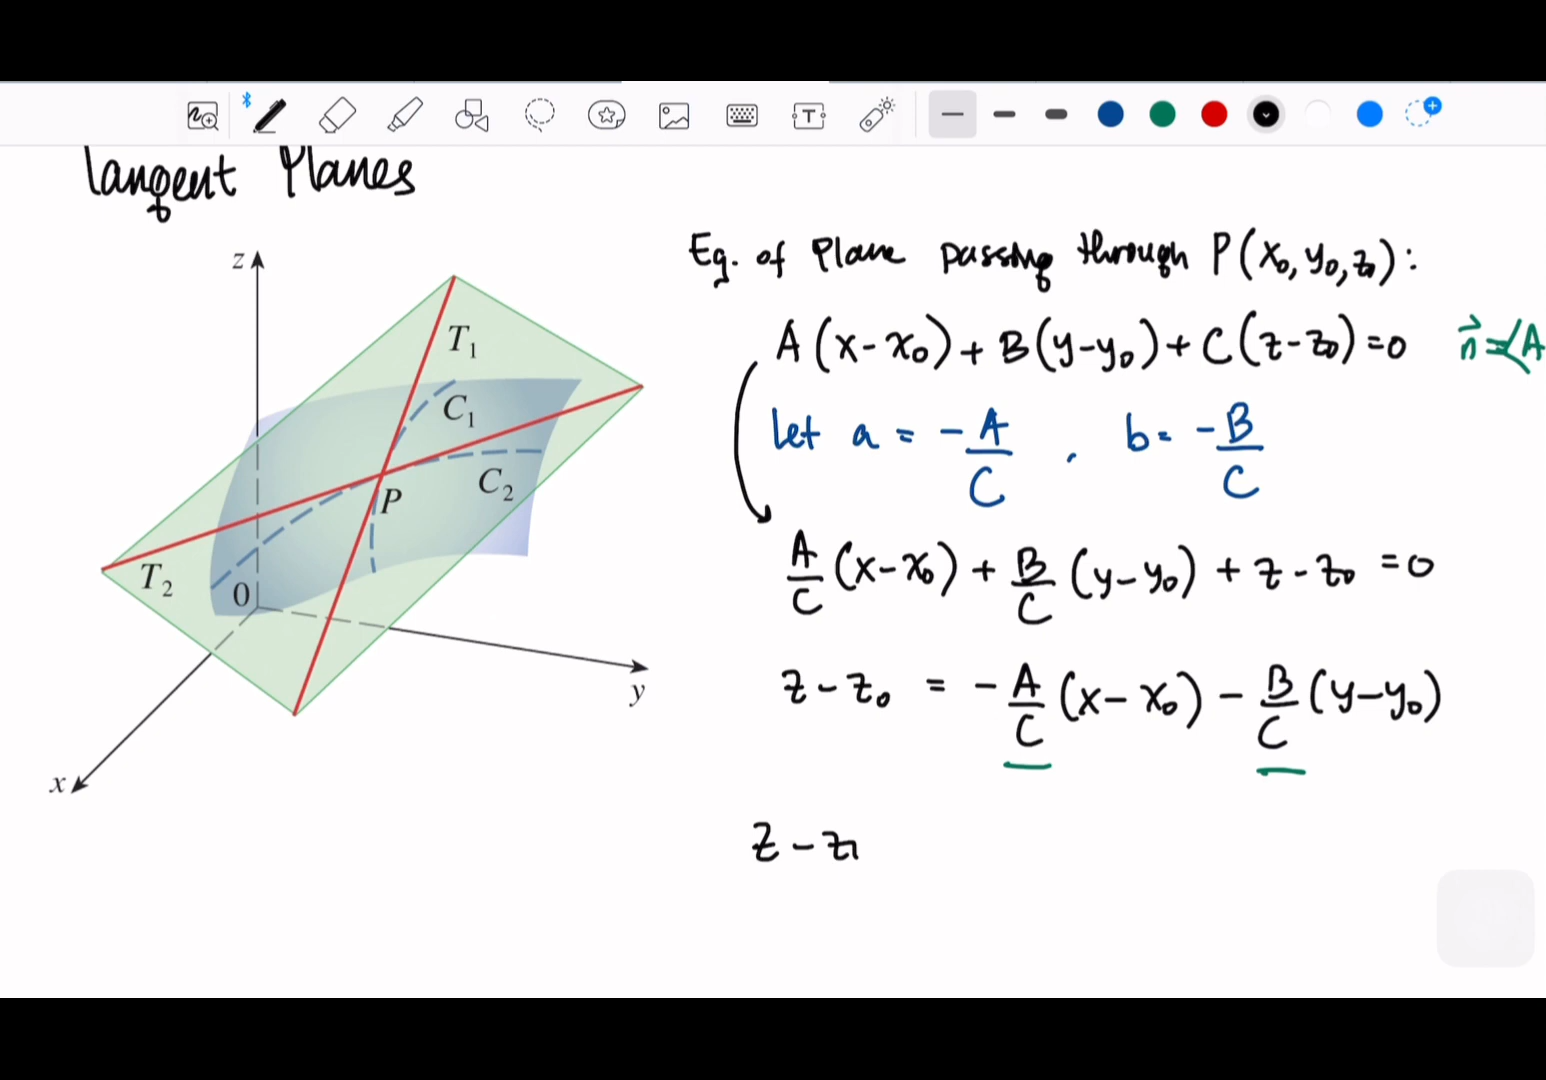 Tangent Planes
Eq. of Plane passing through P(x₀, y₀, z₀):
A(x-x₀)+B(y-y₀)+C(z-z₀)=0
n⃗=⟨A
Let a = -A/C , b= -B/C
A/C (x-x₀) + B/C (y-y₀) + z - z₀ = 0
z - z₀ = -A/C (x-x₀) - B/C (y-y₀)
z - z
z
T₁
C₁
C₂
P
T₂
0
y
x
T